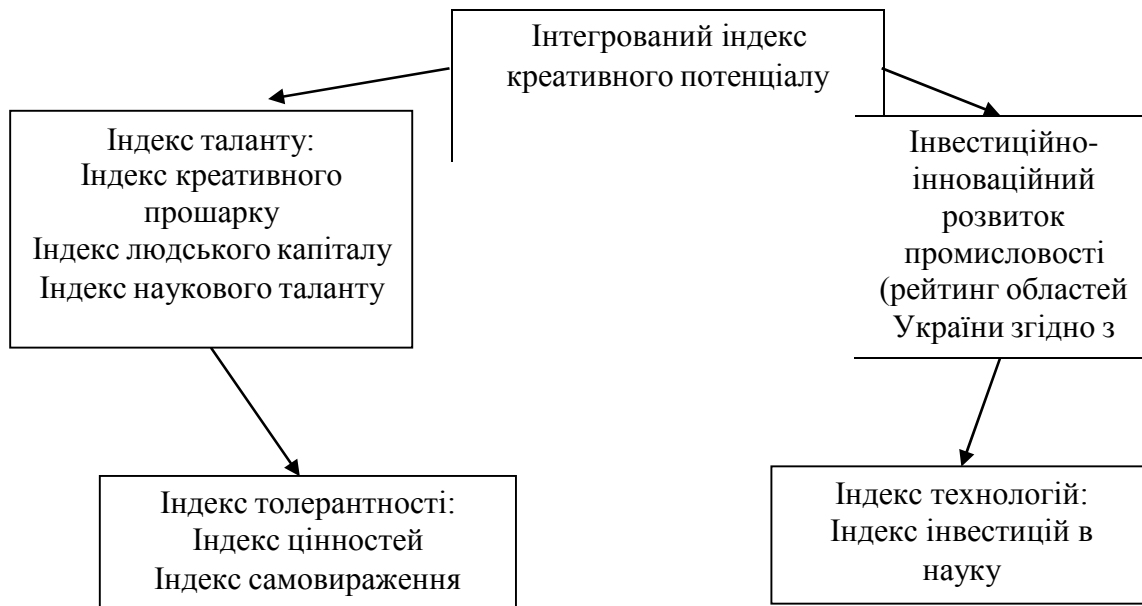 Інтегрований індекс
креативного потенціалу
Індекс таланту:
Індекс креативного
прошарку
Індекс людського капіталу
Індекс наукового таланту
Інвестиційно-
інноваційний
розвиток
промисловості
(рейтинг областей
України згідно з
Індекс толерантності:
Індекс цінностей
Індекс самовираження
Індекс технологій:
Індекс інвестицій в
науку